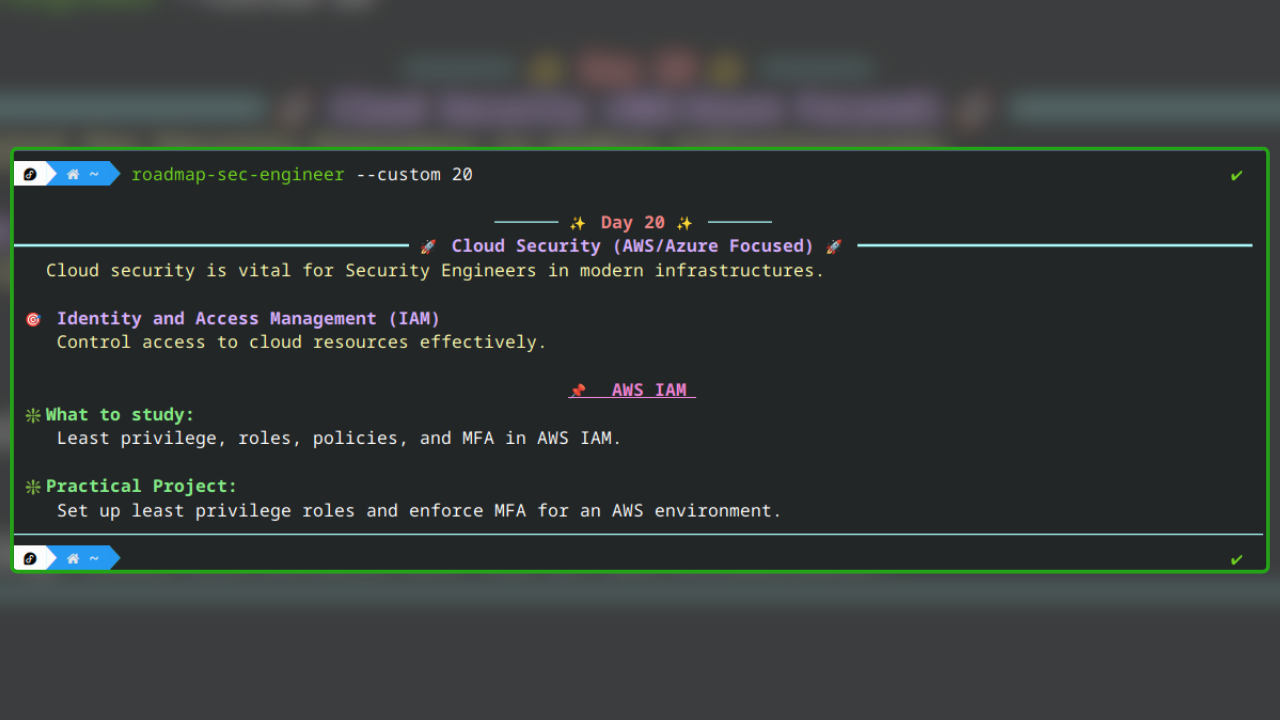 ~ roadmap-sec-engineer --custom 20 ✔
✨ Day 20 ✨
🚀 Cloud Security (AWS/Azure Focused) 🚀
Cloud security is vital for Security Engineers in modern infrastructures.
🎯 Identity and Access Management (IAM)
Control access to cloud resources effectively.
📌 AWS IAM
❇️What to study:
Least privilege, roles, policies, and MFA in AWS IAM.
❇️Practical Project:
Set up least privilege roles and enforce MFA for an AWS environment.
~ ✔